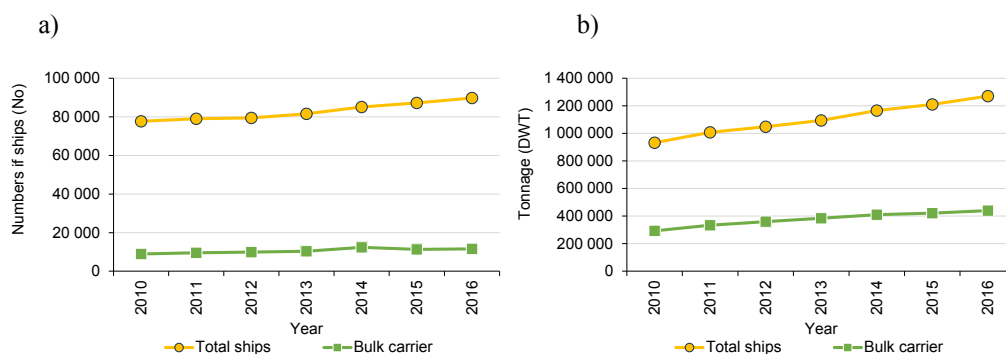 a)
Numbers if ships (No)
100 000
80 000
60 000
40 000
20 000
0
2010
2011
2012
2013
2014
2015
2016
Year
Total ships
Bulk carrier
b)
Tonnage (DWT)
1 400 000
1 200 000
1 000 000
800 000
600 000
400 000
200 000
0
2010
2011
2012
2013
2014
2015
2016
Year
Total ships
Bulk carrier